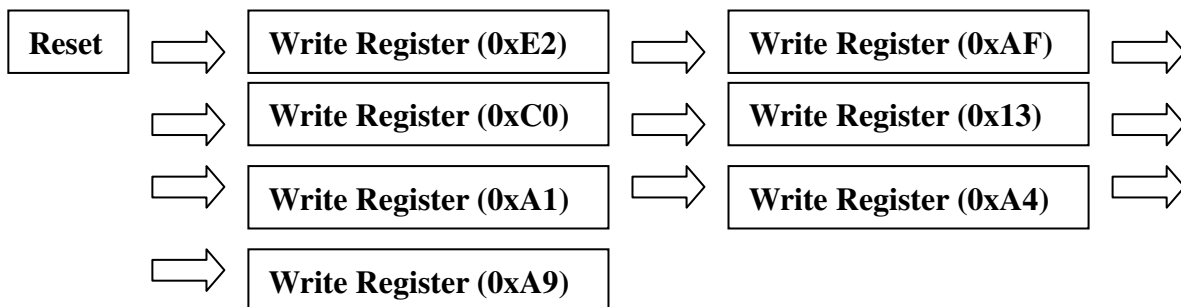 Reset
Write Register (0xE2)
Write Register (0xAF)
Write Register (0xC0)
Write Register (0x13)
Write Register (0xA1)
Write Register (0xA4)
Write Register (0xA9)